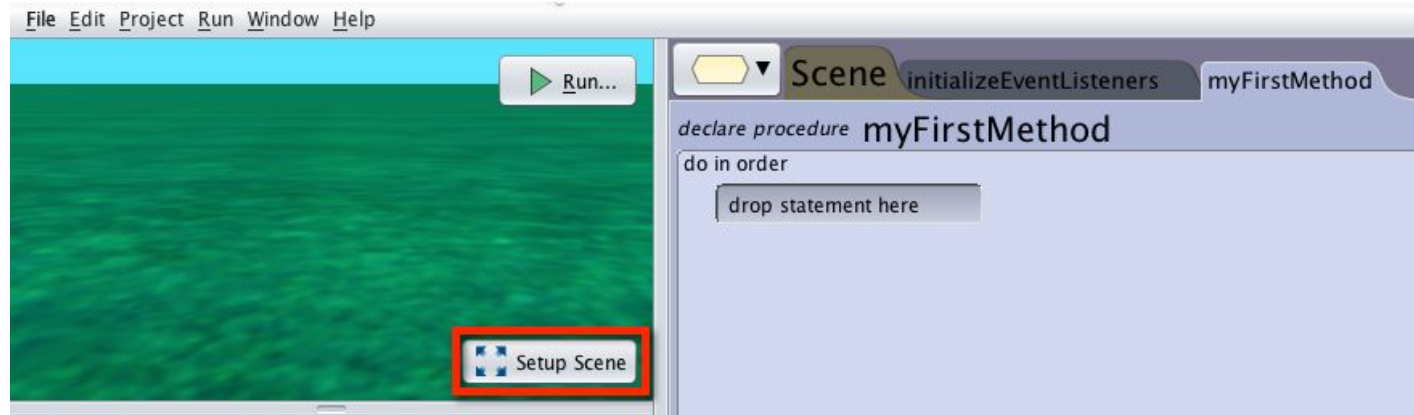 File Edit Project Run Window Help
Run...
Scene initializeEventListeners myFirstMethod
declare procedure myFirstMethod
do in order
drop statement here
Setup Scene